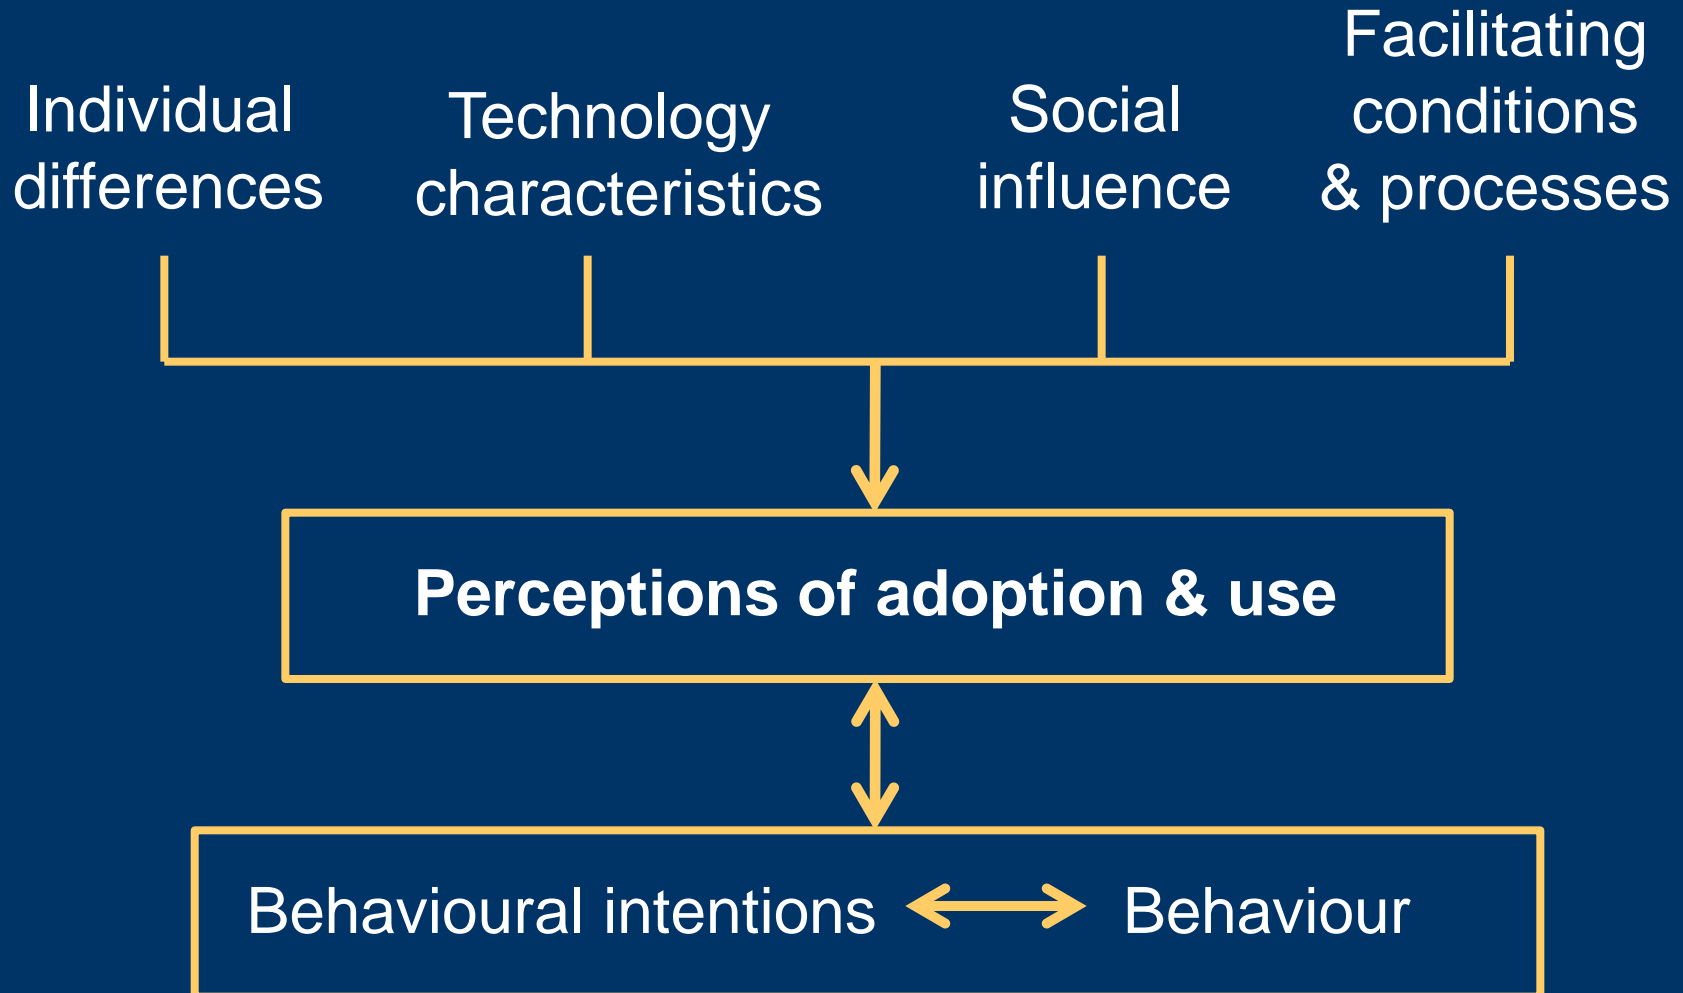 Individual
differences
Technology
characteristics
Social
influence
Facilitating
conditions
& processes
Perceptions of adoption & use
Behavioural intentions
Behaviour